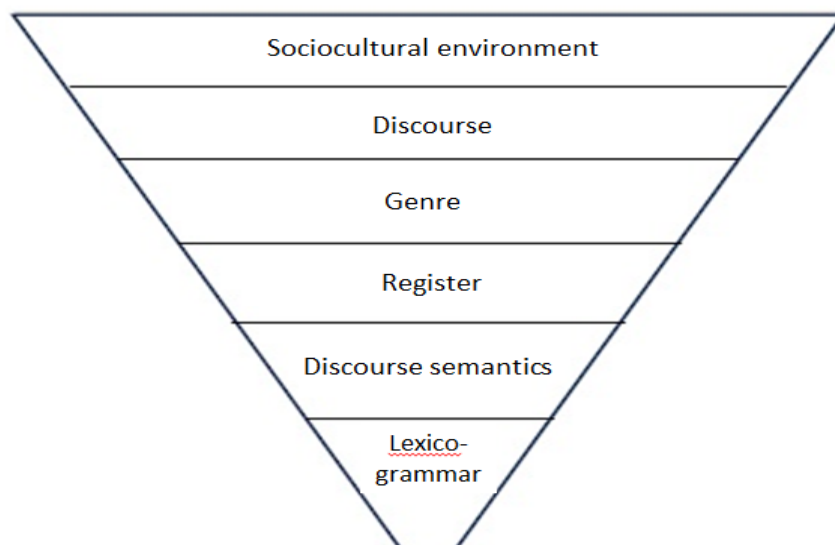 Sociocultural environment
Discourse
Genre
Register
Discourse semantics
Lexico-
grammar